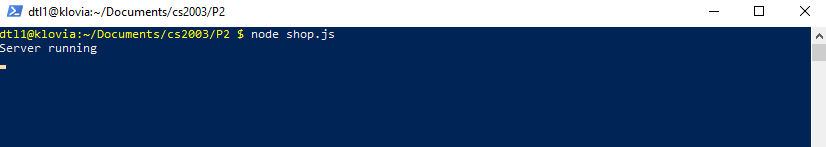 dtl1@klovia:~/Documents/cs2003/P2
dtl1@klovia:~/Documents/cs2003/P2 $ node shop.js
Server running